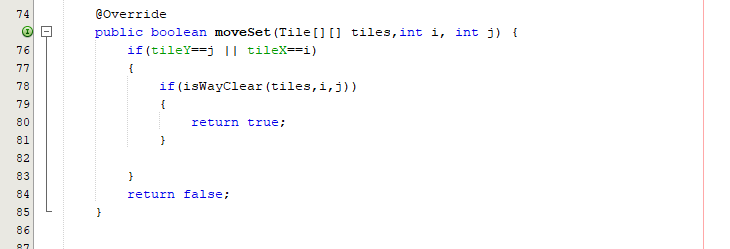 74 @Override
public boolean moveSet(Tile[][] tiles,int i, int j) {
76 if(tileY==j || tileX==i)
77 {
78 if(isWayClear(tiles,i,j))
79 {
80 return true;
81 }
82
83 }
84 return false;
85 }
86
87